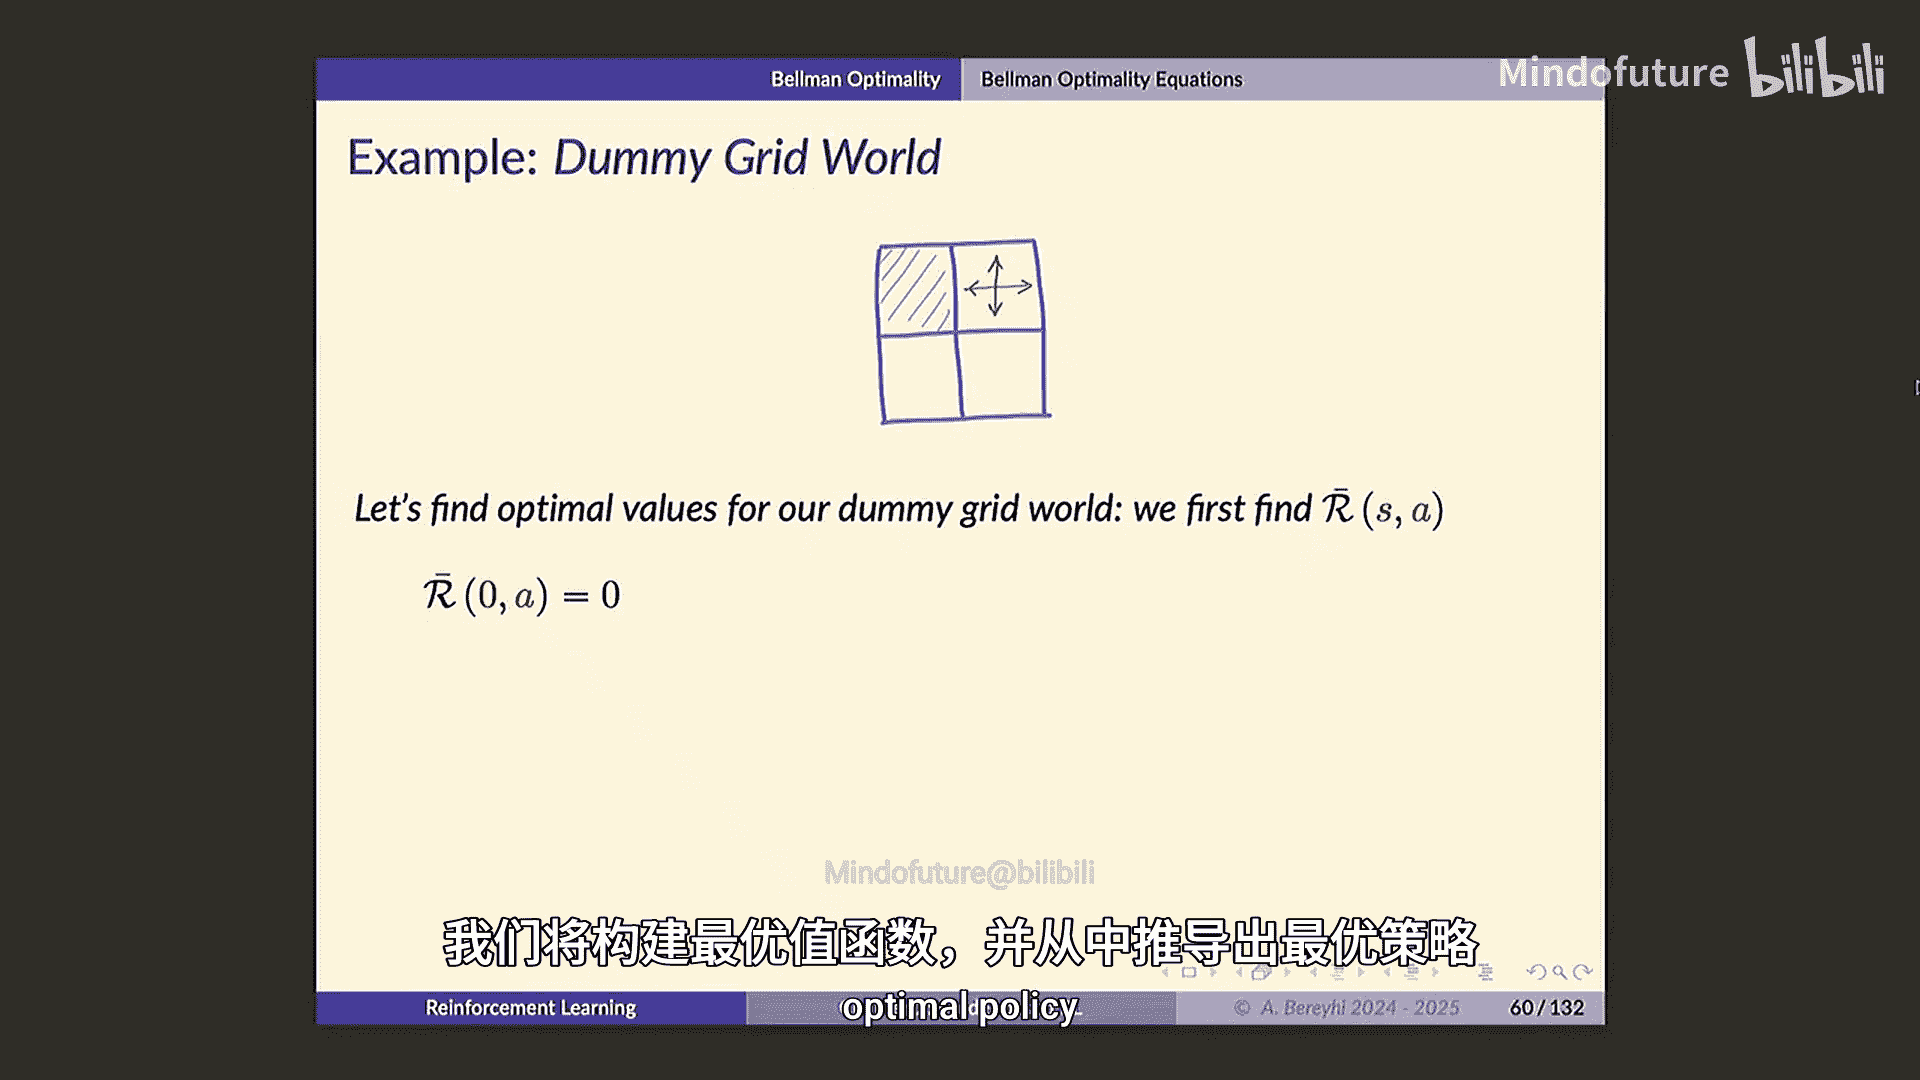 Mindofuture bilibili
Bellman Optimality
Bellman Optimality Equations
Example: Dummy Grid World
Let's find optimal values for our dummy grid world: we first find R̄ (s, a)
R̄ (0, a) = 0
Mindofuture@bilibili
我们将构建最优值函数，并从中推导出最优策略
optimal policy
Reinforcement Learning
© A. Bereyhi 2024 - 2025
60 / 132